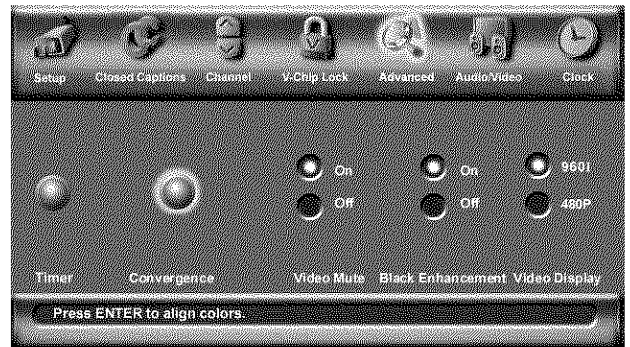 Setup Closed Captions Channel V-Chip Lock Advanced Audio/Video Clock
On On 960I
Off Off 480P
Timer Convergence Video Mute Black Enhancement Video Display
Press ENTER to align colors.